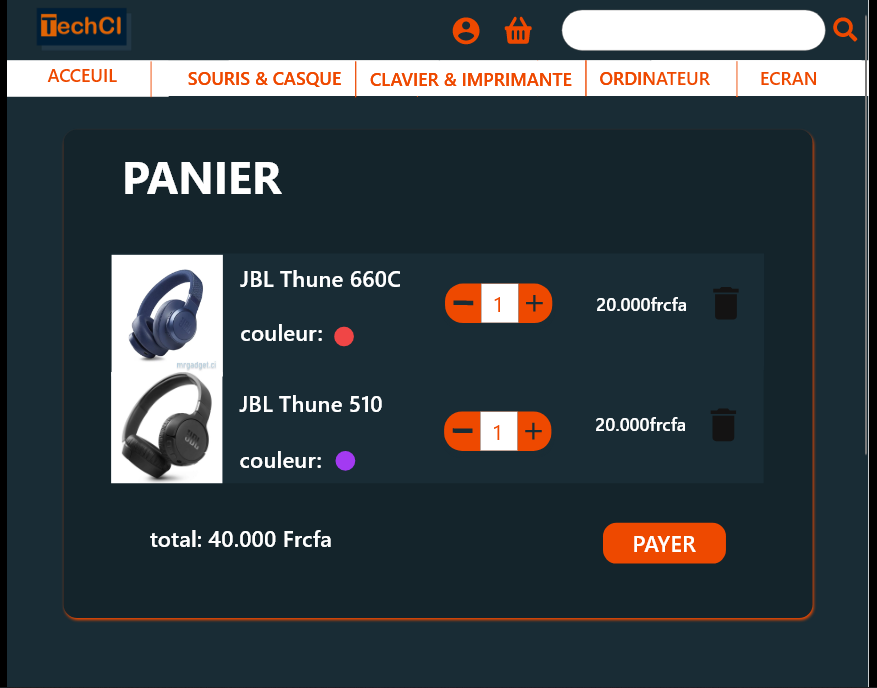 TechCI
ACCEUIL
SOURIS & CASQUE
CLAVIER & IMPRIMANTE
ORDINATEUR
ECRAN
PANIER
JBL Thune 660C
1
20.000frcfa
couleur:
mrgadget.ci
JBL Thune 510
JBL
1
20.000frcfa
couleur:
total: 40.000 Frcfa
PAYER